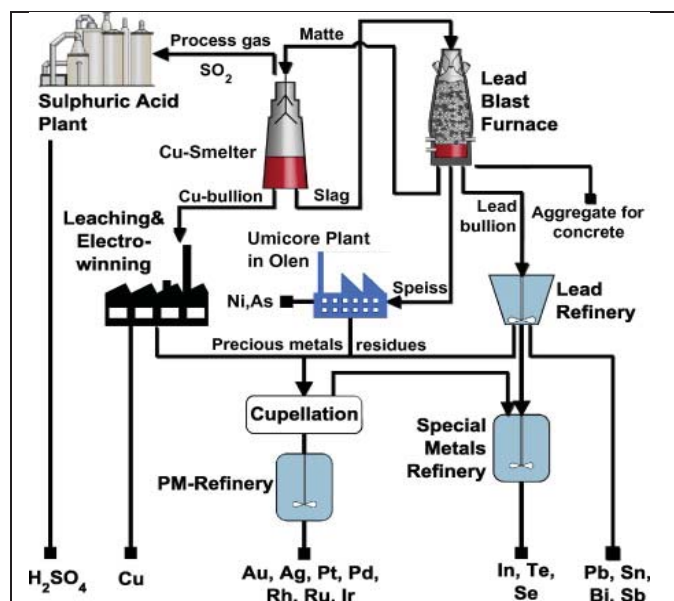 Process gas
SO2
Matte
Sulphuric Acid
Plant
Lead
Blast
Furnace
Cu-Smelter
Cu-bullion
Slag
Leaching&
Electro-
winning
Umicore Plant
in Olen
Lead
bullion
Aggregate for
concrete
Ni,As
Speiss
Lead
Refinery
Precious metals residues
Cupellation
Special
Metals
Refinery
PM-Refinery
H2SO4
Cu
Au, Ag, Pt, Pd,
Rh, Ru, Ir
In, Te,
Se
Pb, Sn,
Bi, Sb